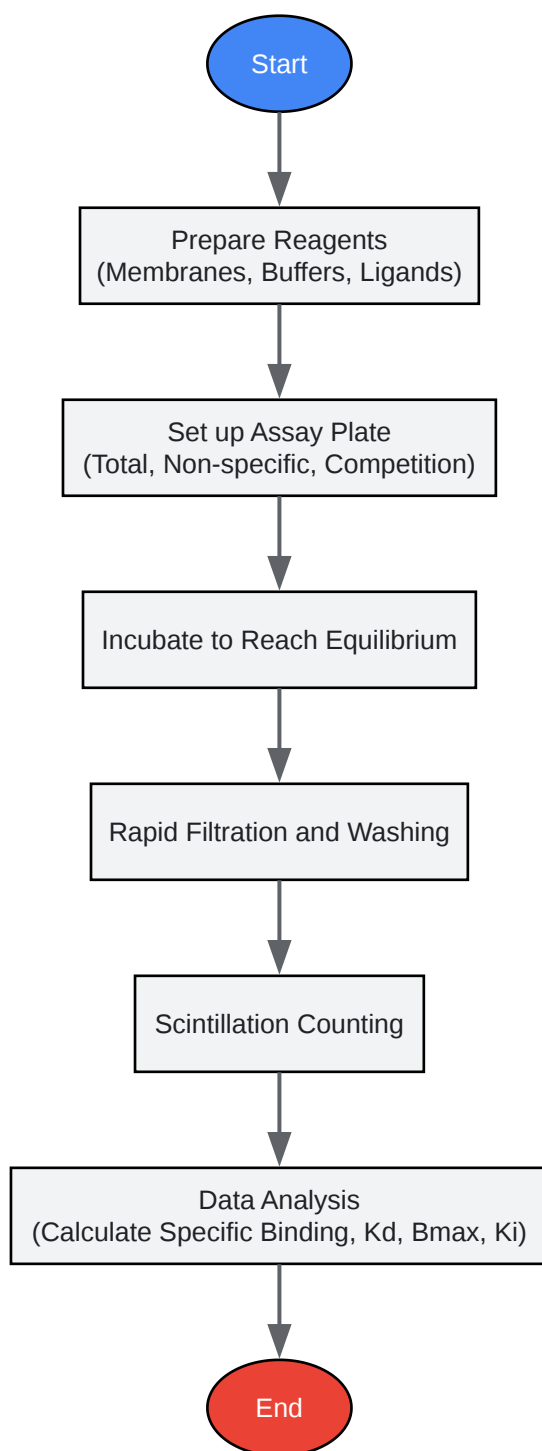 Start
Prepare Reagents
(Membranes, Buffers, Ligands)
Set up Assay Plate
(Total, Non-specific, Competition)
Incubate to Reach Equilibrium
Rapid Filtration and Washing
Scintillation Counting
Data Analysis
(Calculate Specific Binding, Kd, Bmax, Ki)
End